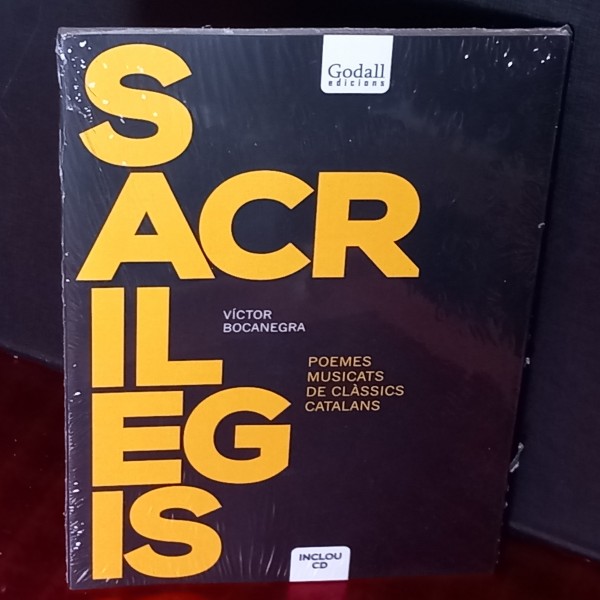 Godall
edicions
S
ACR
IL
EG
IS
VÍCTOR
BOCANEGRA
POEMES
MUSICATS
DE CLÀSSICS
CATALANS
INCLOU
CD